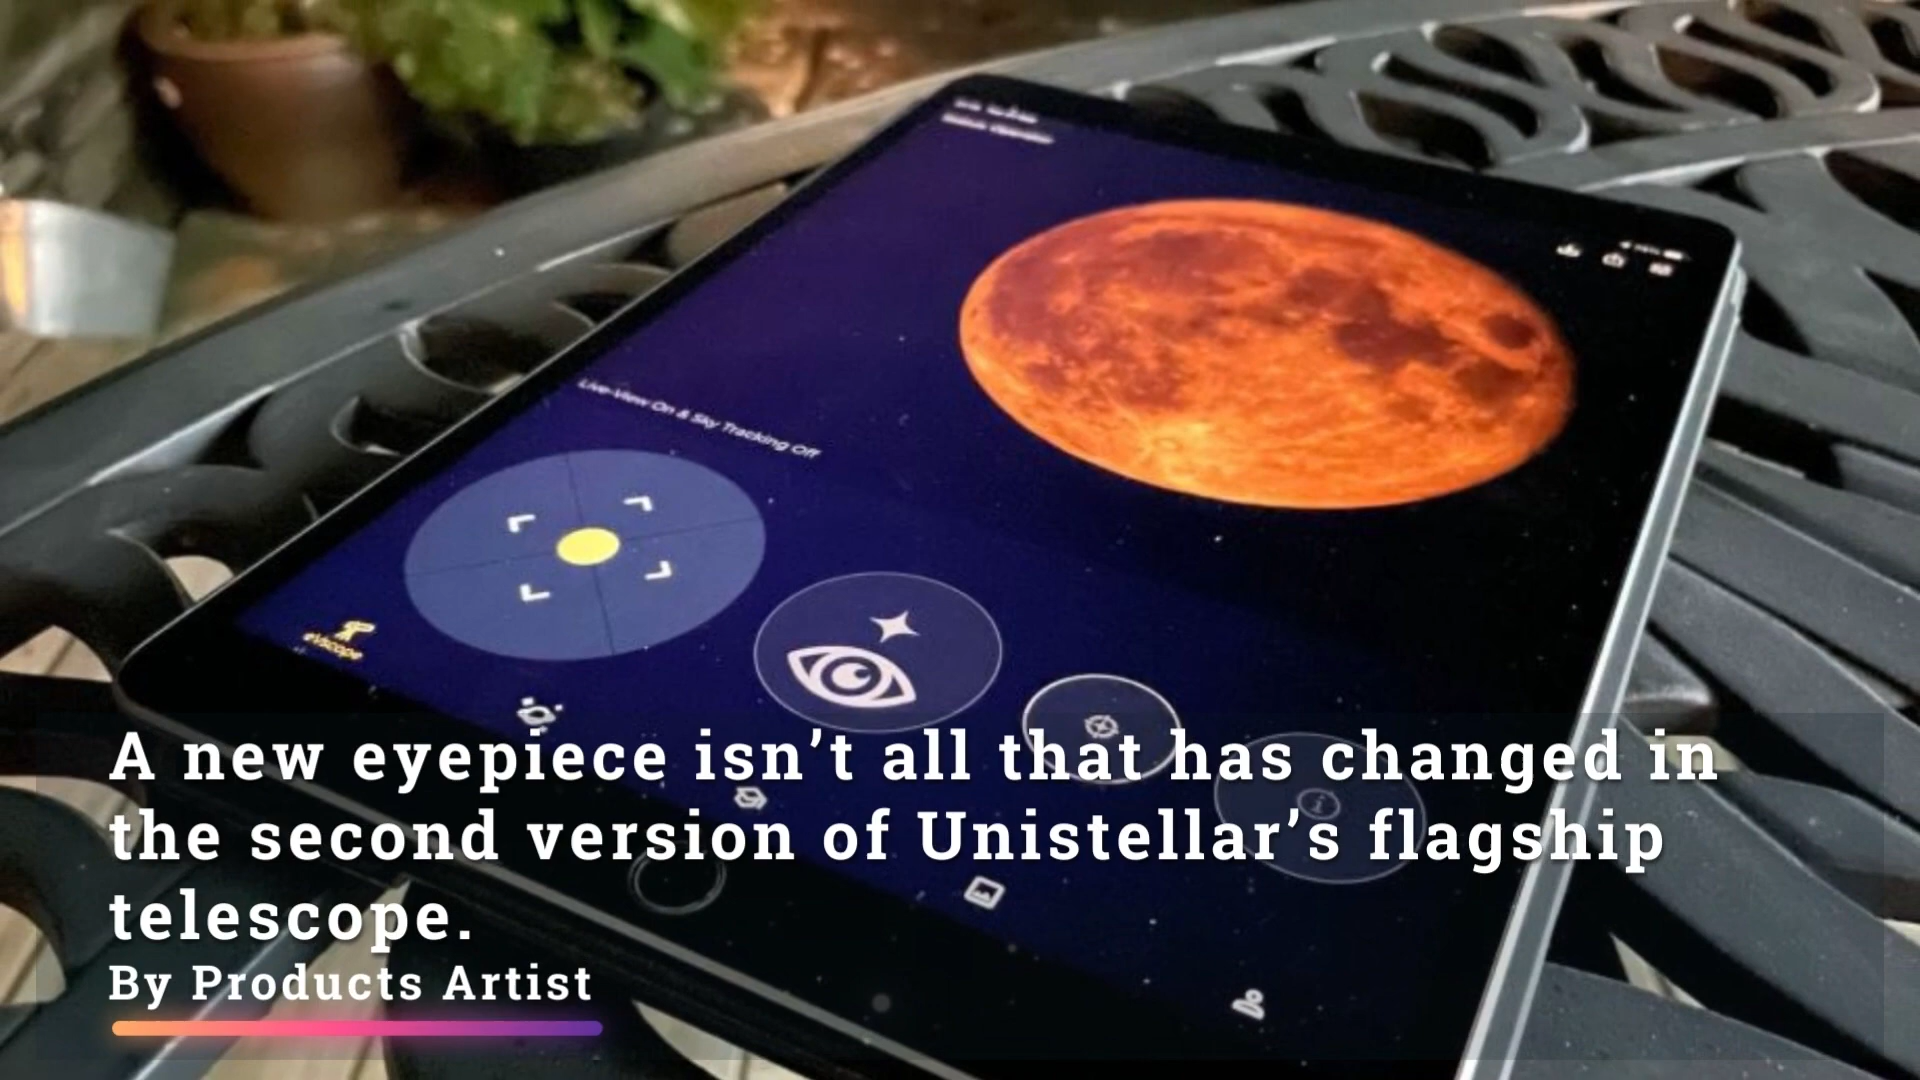 Live-View On & Sky Tracking Off
eVscope
A new eyepiece isn’t all that has changed in
the second version of Unistellar’s flagship
telescope.
By Products Artist